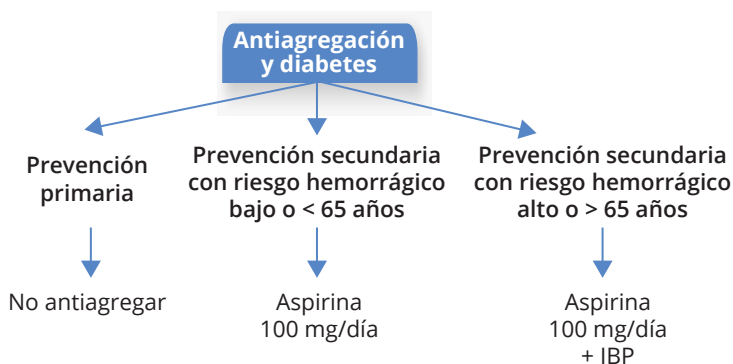 Antiagregación
y diabetes
Prevención
primaria
No antiagregar
Prevención secundaria
con riesgo hemorrágico
bajo o < 65 años
Aspirina
100 mg/día
Prevención secundaria
con riesgo hemorrágico
alto o > 65 años
Aspirina
100 mg/día
+ IBP